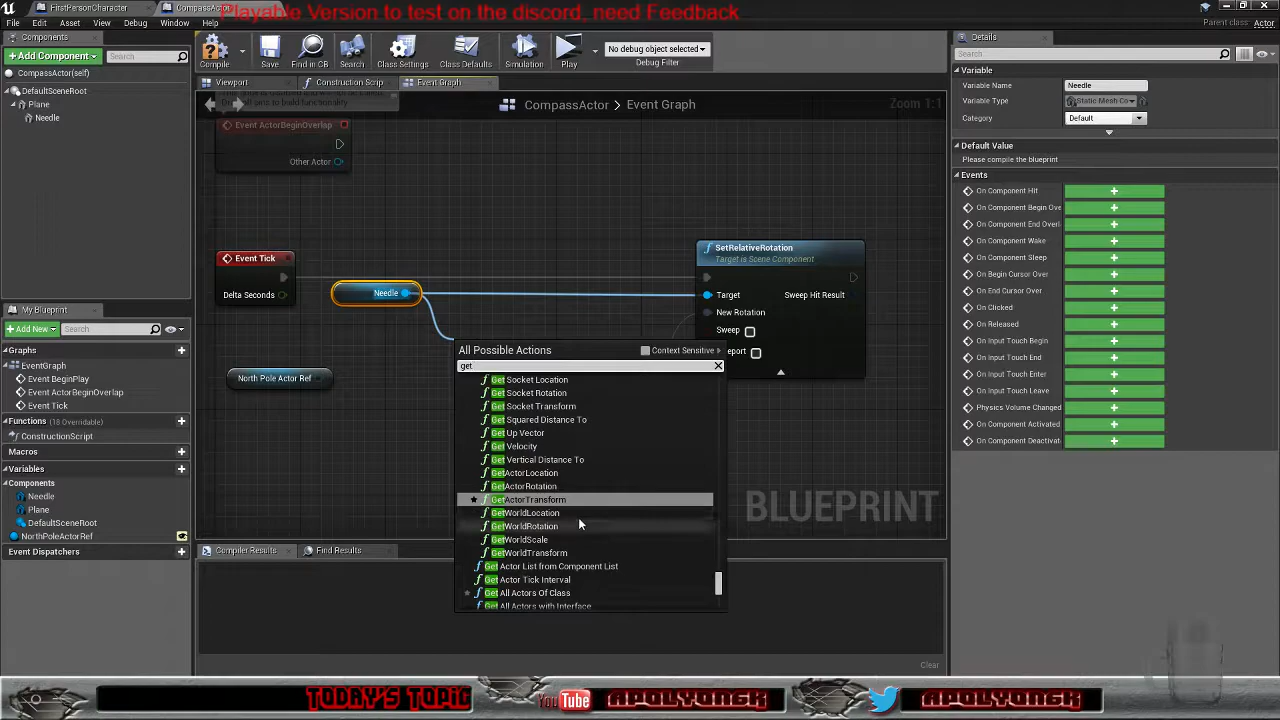 FirstPersonCharacter
CompassActor
Playable Version to test on the discord, need Feedback
File
Edit
Asset
View
Debug
Window
Help
Parent class: Actor
Components
+ Add Component
Search
CompassActor(self)
DefaultSceneRoot
Plane
Needle
My Blueprint
+ Add New
Search
Graphs
EventGraph
Event BeginPlay
Event ActorBeginOverlap
Event Tick
Functions (18 Overridable)
ConstructionScript
Macros
Variables
Components
Needle
Plane
DefaultSceneRoot
NorthPoleActorRef
Event Dispatchers
Compile
Save
Find in CB
Search
Class Settings
Class Defaults
Simulation
Play
No debug object selected
Debug Filter
Viewport
Construction Scrip
Event Graph
CompassActor > Event Graph
Zoom 1:1
Event ActorBeginOverlap
Other Actor
Event Tick
Delta Seconds
Needle
North Pole Actor Ref
SetRelativeRotation
Target is Scene Component
Target
Sweep Hit Result
New Rotation
Sweep
eport
All Possible Actions
Context Sensitive
get
Get Socket Location
Get Socket Rotation
Get Socket Transform
Get Squared Distance To
Get Up Vector
Get Velocity
Get Vertical Distance To
GetActorLocation
GetActorRotation
GetActorTransform
GetWorldLocation
GetWorldRotation
GetWorldScale
GetWorldTransform
Get Actor List from Component List
Get Actor Tick Interval
Get All Actors Of Class
Get All Actors with Interface
BLUEPRINT
Compiler Results
Find Results
Clear
Details
Search
Variable
Variable Name
Needle
Variable Type
Static Mesh Co
Category
Default
Default Value
Please compile the blueprint
Events
On Component Hit
On Component Begin Ove
On Component End Overl
On Component Wake
On Component Sleep
On Begin Cursor Over
On End Cursor Over
On Clicked
On Released
On Input Touch Begin
On Input Touch End
On Input Touch Enter
On Input Touch Leave
Physics Volume Changed
On Component Activated
On Component Deactivat
TODAY'S TOPIC
YouTube
APOLYONGK
APOLYONGK